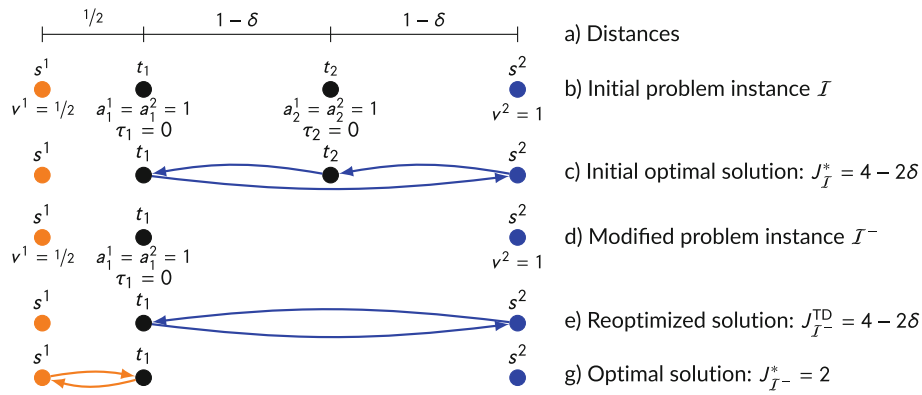 1/2 1 – δ 1 – δ a) Distances
s¹ t₁ t₂ s² b) Initial problem instance 𝓘
v¹ = 1/2 a₁¹ = a₁² = 1 a₂¹ = a₂² = 1 v² = 1
τ₁ = 0 τ₂ = 0
s¹ t₁ t₂ s² c) Initial optimal solution: J*_𝓘 = 4 – 2δ
s¹ t₁ s² d) Modified problem instance 𝓘⁻
v¹ = 1/2 a₁¹ = a₁² = 1 v² = 1
τ₁ = 0
s¹ t₁ s² e) Reoptimized solution: J^TD_𝓘⁻ = 4 – 2δ
s¹ t₁ s² g) Optimal solution: J*_𝓘⁻ = 2